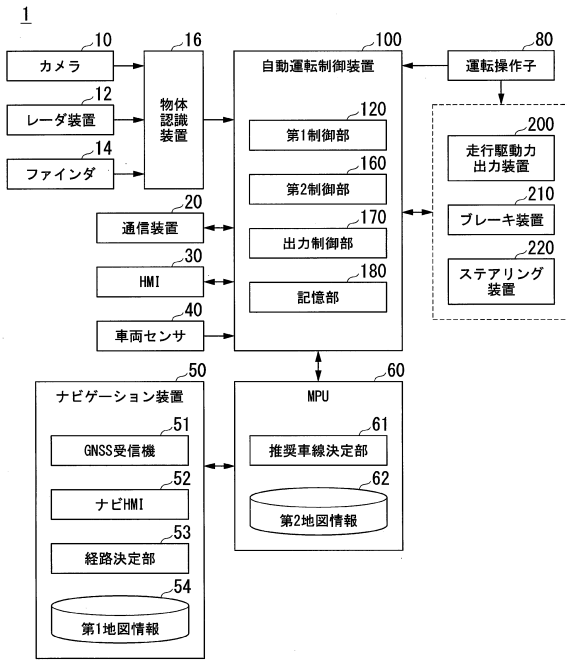 1
10
カメラ
12
レーダ装置
14
ファインダ
16
物体
認識
装置
20
通信装置
30
HMI
40
車両センサ
100
自動運転制御装置
120
第1制御部
160
第2制御部
170
出力制御部
180
記憶部
80
運転操作子
200
走行駆動力
出力装置
210
ブレーキ装置
220
ステアリング
装置
50
ナビゲーション装置
51
GNSS受信機
52
ナビHMI
53
経路決定部
54
第1地図情報
60
MPU
61
推奨車線決定部
62
第2地図情報